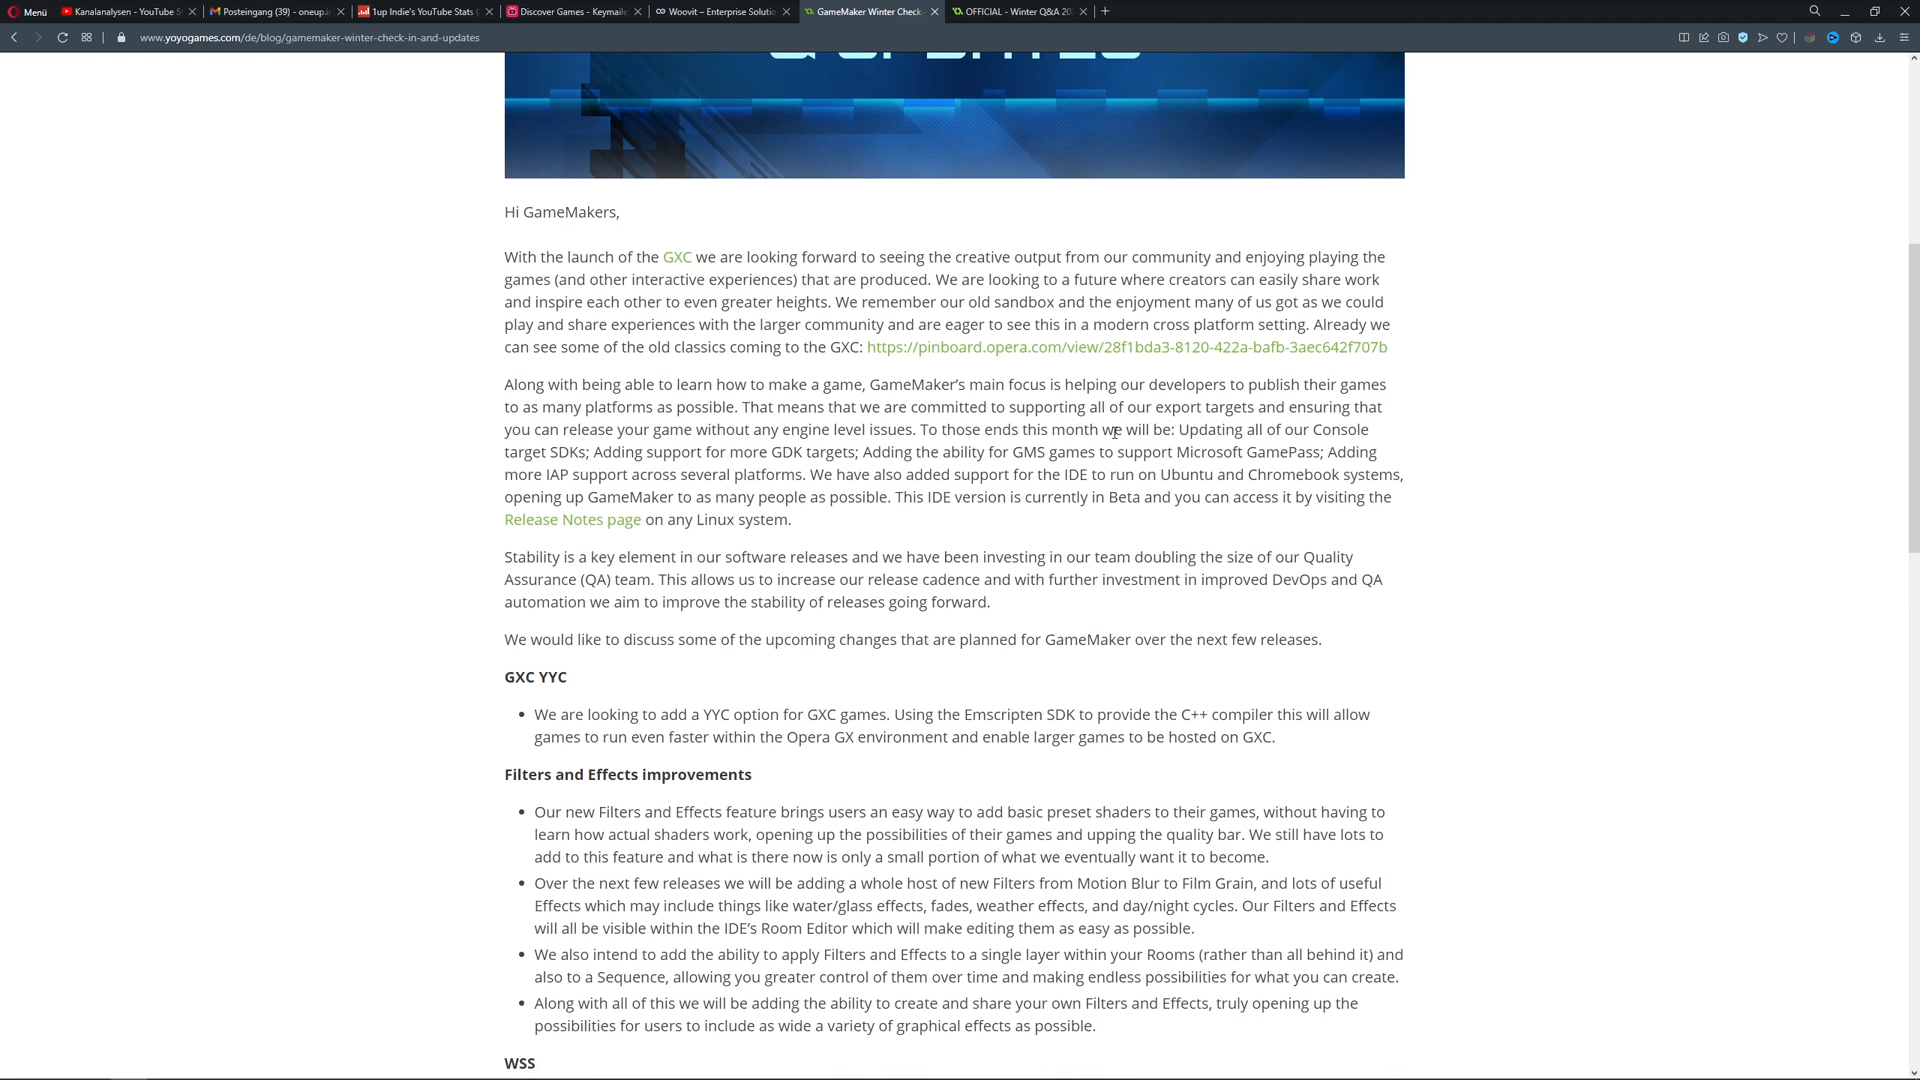 Menü
Kanalanalysen - YouTube S
Posteingang (39) - oneup.i
1up Indie's YouTube Stats (
Discover Games - Keymaile
Woovit – Enterprise Solutio
GameMaker Winter Check-
OFFICIAL - Winter Q&A 20
www.yoyogames.com/de/blog/gamemaker-winter-check-in-and-updates
& UPDATES
Hi GameMakers,
With the launch of the GXC we are looking forward to seeing the creative output from our community and enjoying playing the
games (and other interactive experiences) that are produced. We are looking to a future where creators can easily share work
and inspire each other to even greater heights. We remember our old sandbox and the enjoyment many of us got as we could
play and share experiences with the larger community and are eager to see this in a modern cross platform setting. Already we
can see some of the old classics coming to the GXC: https://pinboard.opera.com/view/28f1bda3-8120-422a-bafb-3aec642f707b
Along with being able to learn how to make a game, GameMaker's main focus is helping our developers to publish their games
to as many platforms as possible. That means that we are committed to supporting all of our export targets and ensuring that
you can release your game without any engine level issues. To those ends this month we will be: Updating all of our Console
target SDKs; Adding support for more GDK targets; Adding the ability for GMS games to support Microsoft GamePass; Adding
more IAP support across several platforms. We have also added support for the IDE to run on Ubuntu and Chromebook systems,
opening up GameMaker to as many people as possible. This IDE version is currently in Beta and you can access it by visiting the
Release Notes page on any Linux system.
Stability is a key element in our software releases and we have been investing in our team doubling the size of our Quality
Assurance (QA) team. This allows us to increase our release cadence and with further investment in improved DevOps and QA
automation we aim to improve the stability of releases going forward.
We would like to discuss some of the upcoming changes that are planned for GameMaker over the next few releases.
GXC YYC
• We are looking to add a YYC option for GXC games. Using the Emscripten SDK to provide the C++ compiler this will allow
games to run even faster within the Opera GX environment and enable larger games to be hosted on GXC.
Filters and Effects improvements
• Our new Filters and Effects feature brings users an easy way to add basic preset shaders to their games, without having to
learn how actual shaders work, opening up the possibilities of their games and upping the quality bar. We still have lots to
add to this feature and what is there now is only a small portion of what we eventually want it to become.
• Over the next few releases we will be adding a whole host of new Filters from Motion Blur to Film Grain, and lots of useful
Effects which may include things like water/glass effects, fades, weather effects, and day/night cycles. Our Filters and Effects
will all be visible within the IDE's Room Editor which will make editing them as easy as possible.
• We also intend to add the ability to apply Filters and Effects to a single layer within your Rooms (rather than all behind it) and
also to a Sequence, allowing you greater control of them over time and making endless possibilities for what you can create.
• Along with all of this we will be adding the ability to create and share your own Filters and Effects, truly opening up the
possibilities for users to include as wide a variety of graphical effects as possible.
WSS